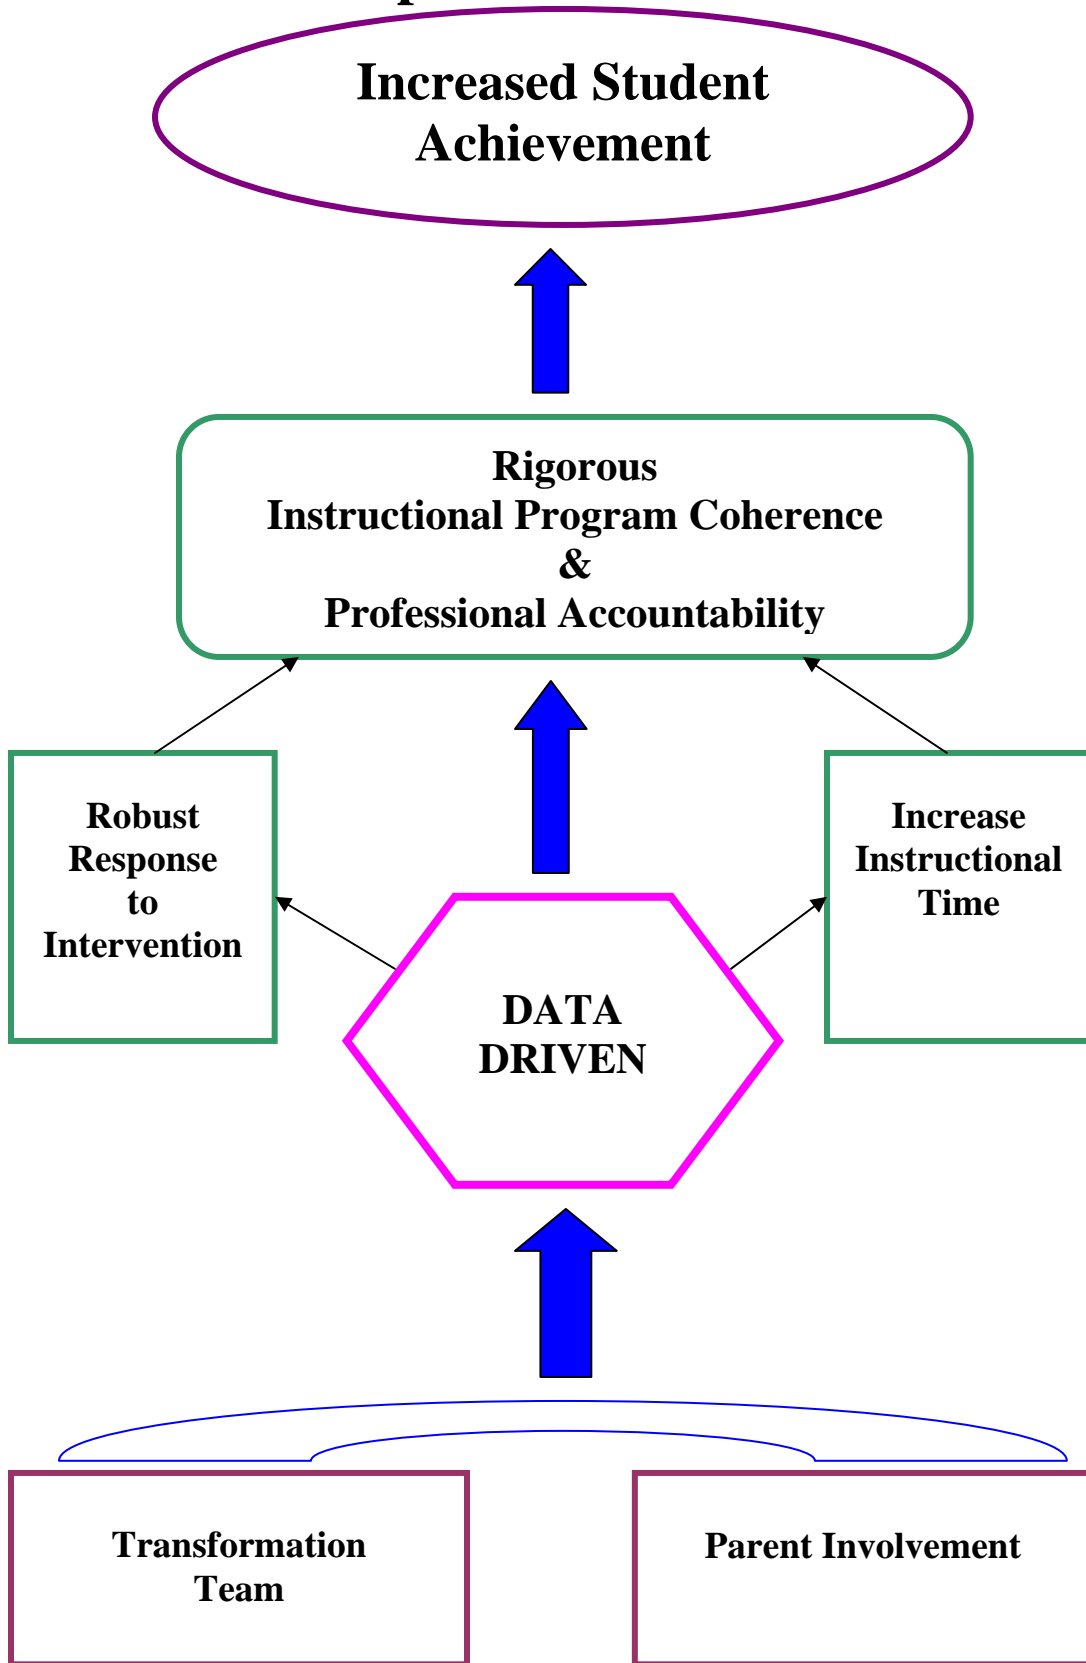 Increased Student
Achievement
Rigorous
Instructional Program Coherence
&
Professional Accountability
Robust
Response
to
Intervention
Increase
Instructional
Time
DATA
DRIVEN
Transformation
Team
Parent Involvement